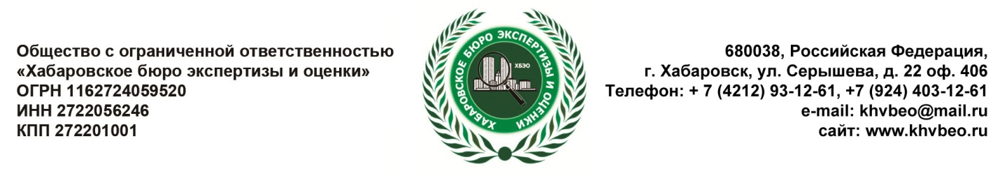 Общество с ограниченной ответственностью
«Хабаровское бюро экспертизы и оценки»
ОГРН 1162724059520
ИНН 2722056246
КПП 272201001
ХАБАРОВСКОЕ БЮРО ЭКСПЕРТИЗЫ И ОЦЕНКИ
ХБЭО
680038, Российская Федерация,
г. Хабаровск, ул. Серышева, д. 22 оф. 406
Телефон: + 7 (4212) 93-12-61, +7 (924) 403-12-61
e-mail: khvbeo@mail.ru
сайт: www.khvbeo.ru